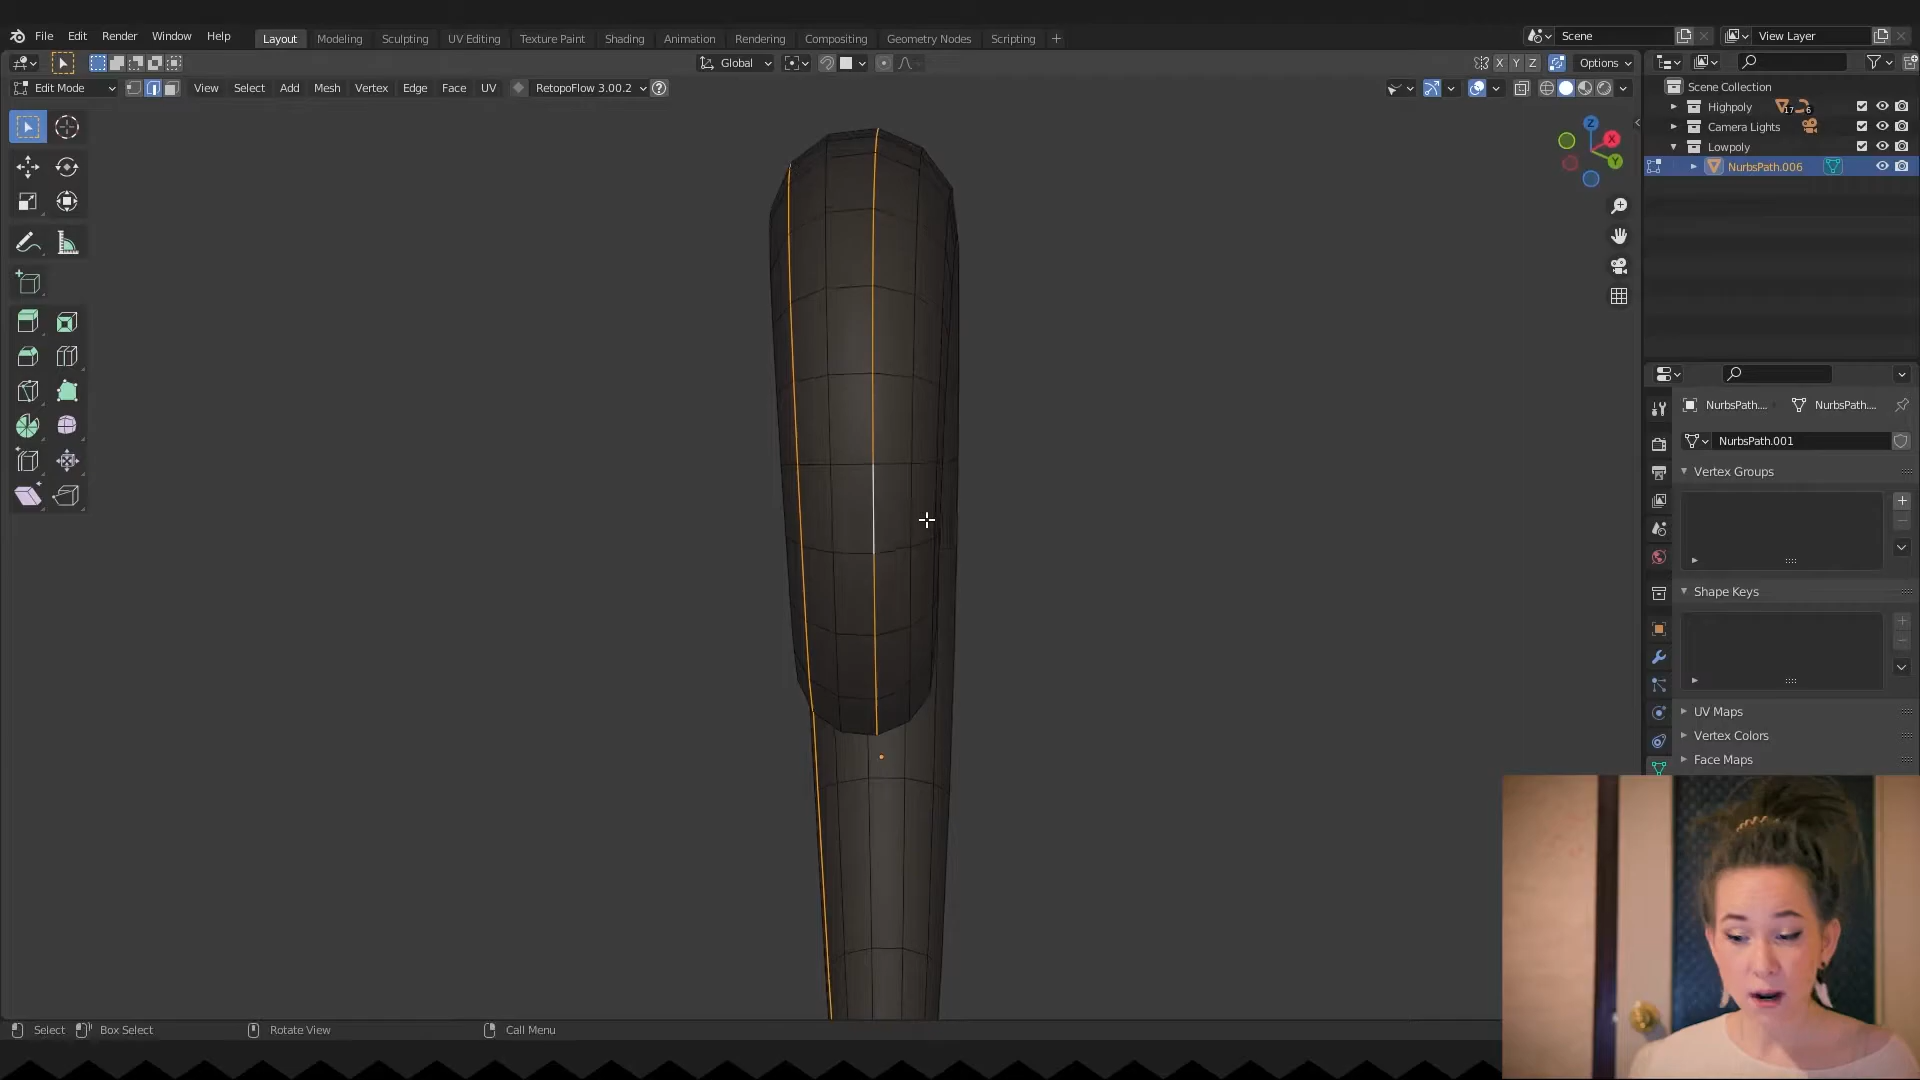 File Edit Render Window Help Layout Modeling Sculpting UV Editing Texture Paint Shading Animation Rendering Compositing Geometry Nodes Scripting + Scene View Layer
Global X Y Z Options
Edit Mode View Select Add Mesh Vertex Edge Face UV RetopoFlow 3.00.2
Scene Collection
Highpoly 17 6
Camera Lights
Lowpoly
NurbsPath.006
Z
X
Y
NurbsPath.... NurbsPath....
NurbsPath.001
Vertex Groups
Shape Keys
UV Maps
Vertex Colors
Face Maps
Select Box Select Rotate View Call Menu